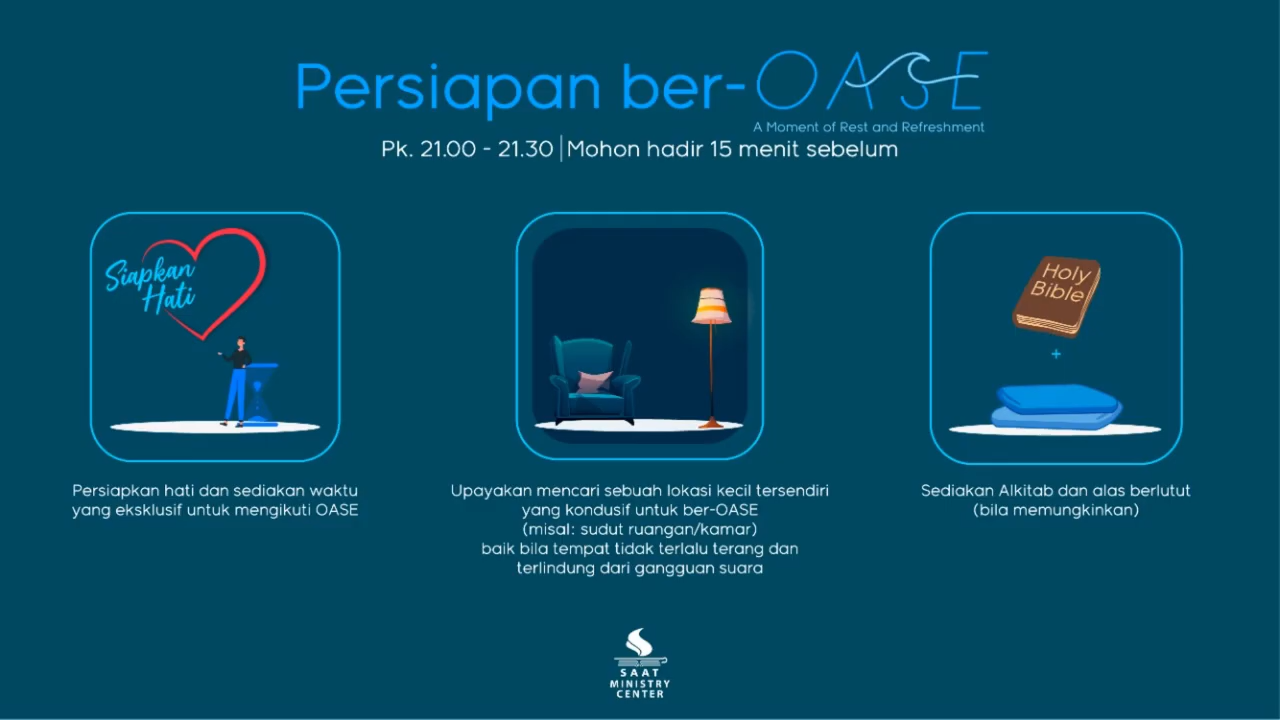 Persiapan ber-OASE
A Moment of Rest and Refreshment
Pk. 21.00 - 21.30 | Mohon hadir 15 menit sebelum
Siapkan
Hati
Holy
Bible
+
Persiapkan hati dan sediakan waktu
yang eksklusif untuk mengikuti OASE
Upayakan mencari sebuah lokasi kecil tersendiri
yang kondusif untuk ber-OASE
(misal: sudut ruangan/kamar)
baik bila tempat tidak terlalu terang dan
terlindung dari gangguan suara
Sediakan Alkitab dan alas berlutut
(bila memungkinkan)
SAAT
MINISTRY
CENTER